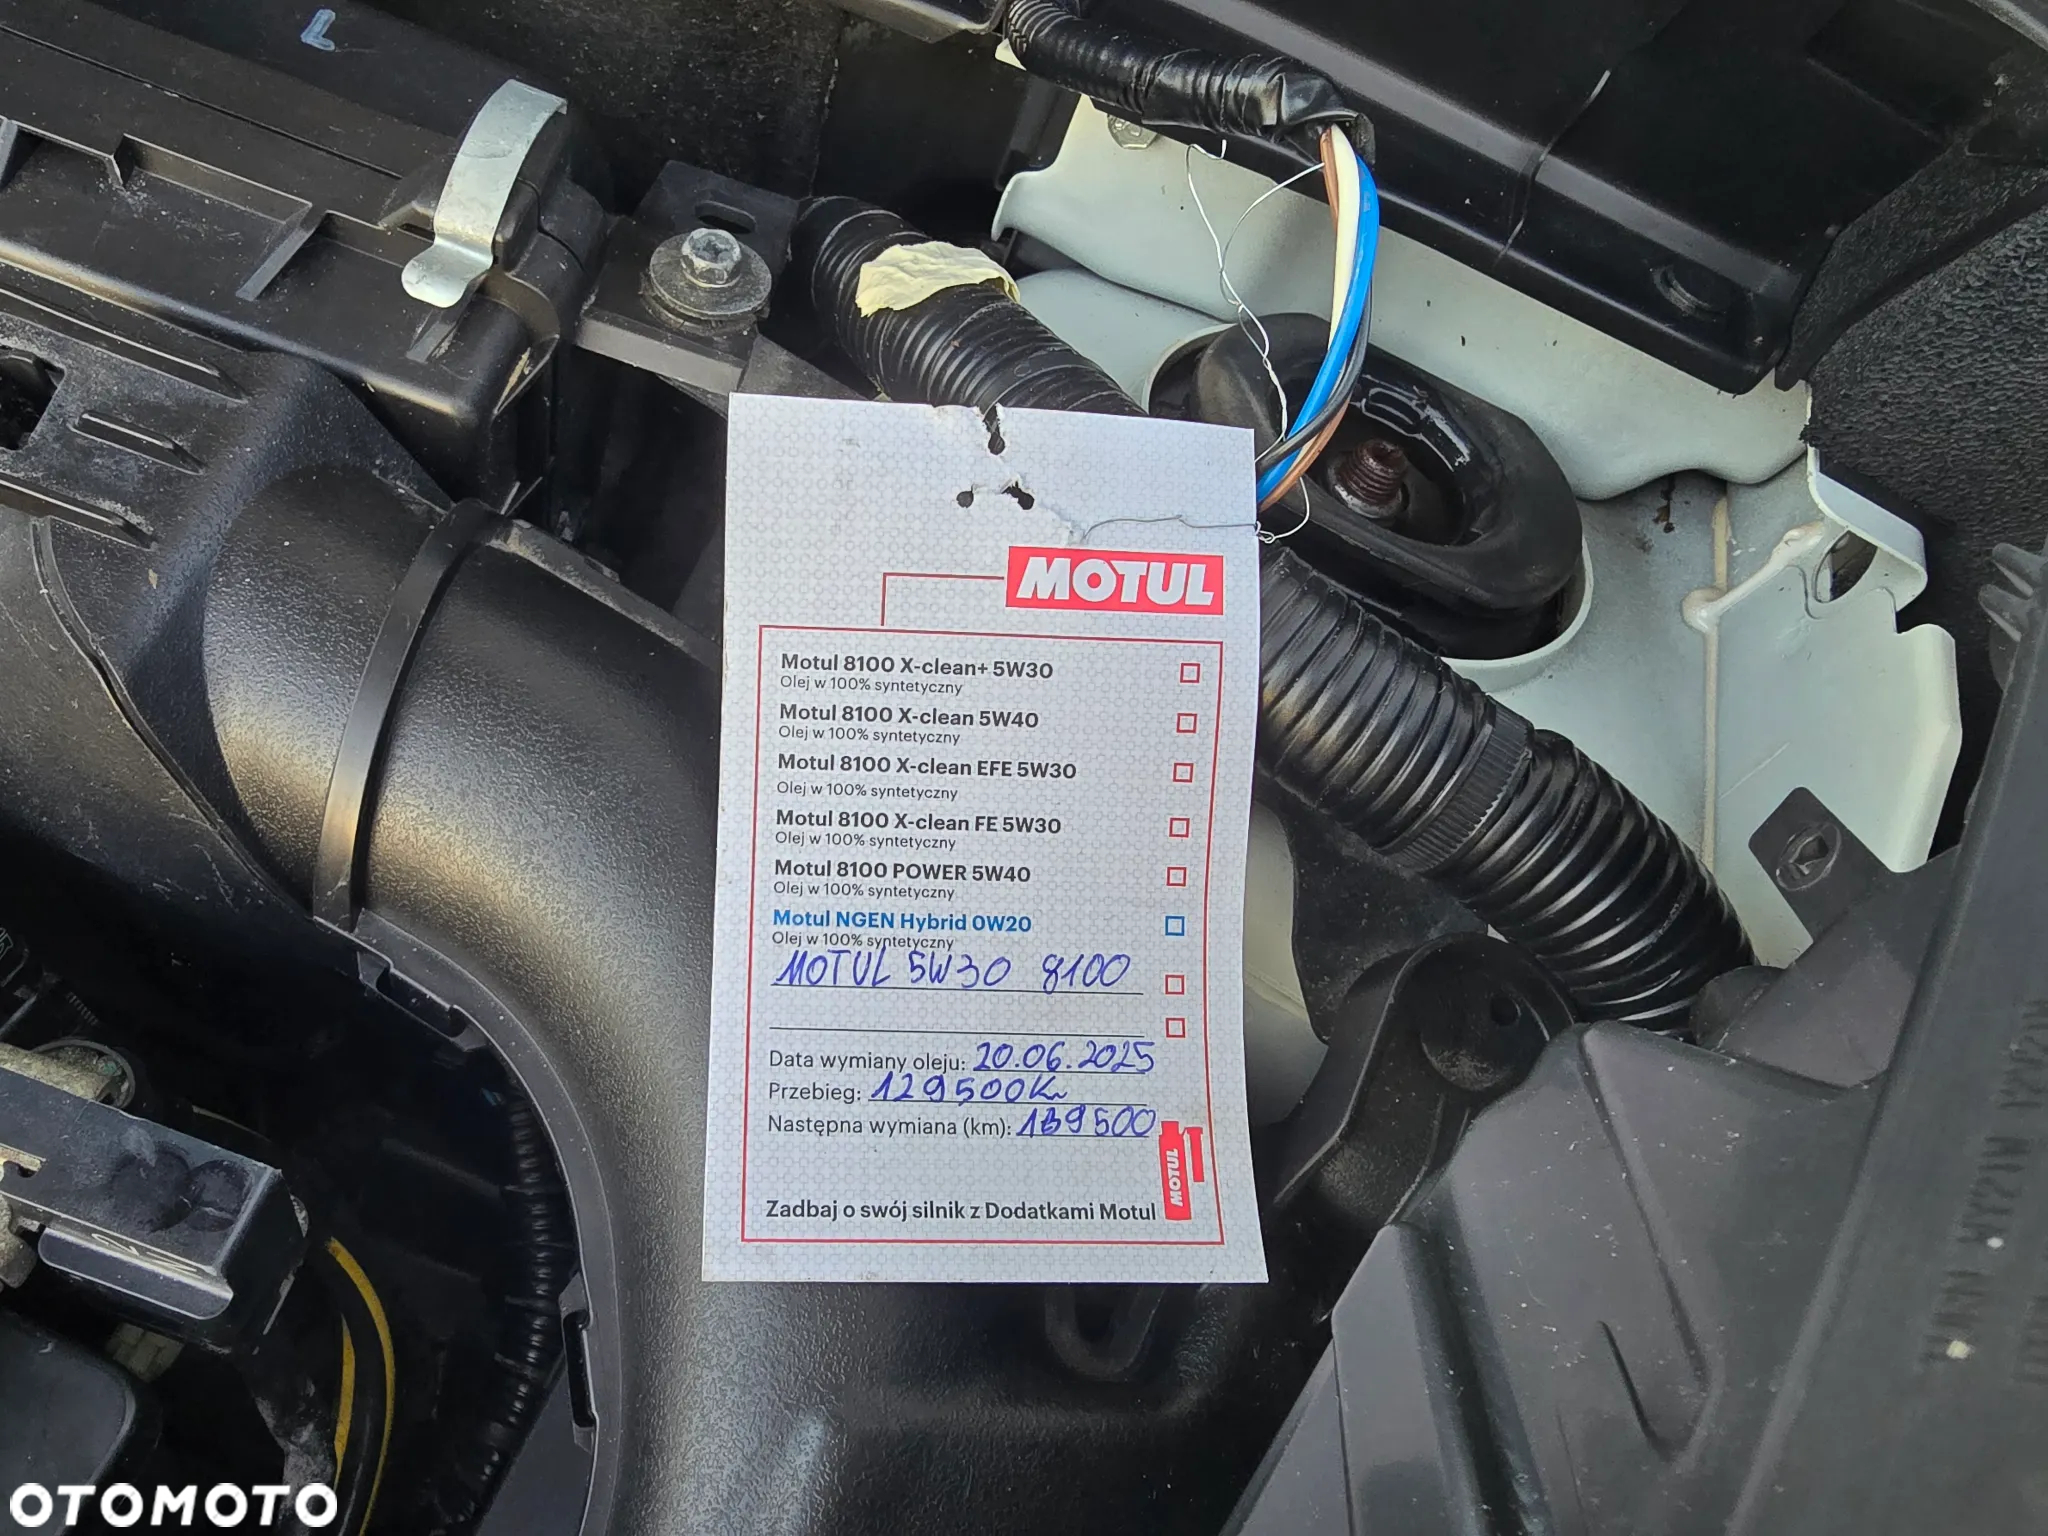 L
MOTUL
Motul 8100 X-clean+ 5W30
Olej w 100% syntetyczny
Motul 8100 X-clean 5W40
Olej w 100% syntetyczny
Motul 8100 X-clean EFE 5W30
Olej w 100% syntetyczny
Motul 8100 X-clean FE 5W30
Olej w 100% syntetyczny
Motul 8100 POWER 5W40
Olej w 100% syntetyczny
Motul NGEN Hybrid 0W20
Olej w 100% syntetyczny
MOTUL 5W30 8100
Data wymiany oleju: 20.06.2025
Przebieg: 129500Km
Następna wymiana (km): 139500
MOTUL
Zadbaj o swój silnik z Dodatkami Motul
OTOMOTO